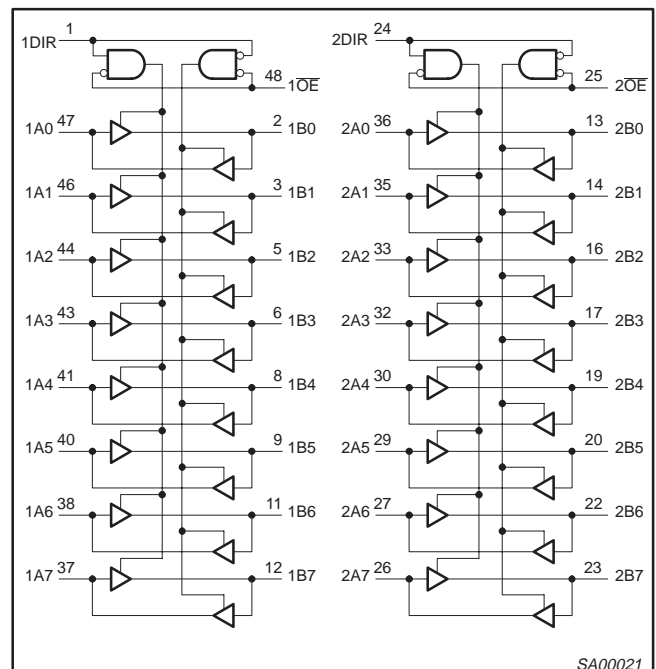 1DIR 1 2DIR 24
48 1O̅E̅ 25 2O̅E̅
1A0 47 2 1B0 2A0 36 13 2B0
1A1 46 3 1B1 2A1 35 14 2B1
1A2 44 5 1B2 2A2 33 16 2B2
1A3 43 6 1B3 2A3 32 17 2B3
1A4 41 8 1B4 2A4 30 19 2B4
1A5 40 9 1B5 2A5 29 20 2B5
1A6 38 11 1B6 2A6 27 22 2B6
1A7 37 12 1B7 2A7 26 23 2B7
SA00021